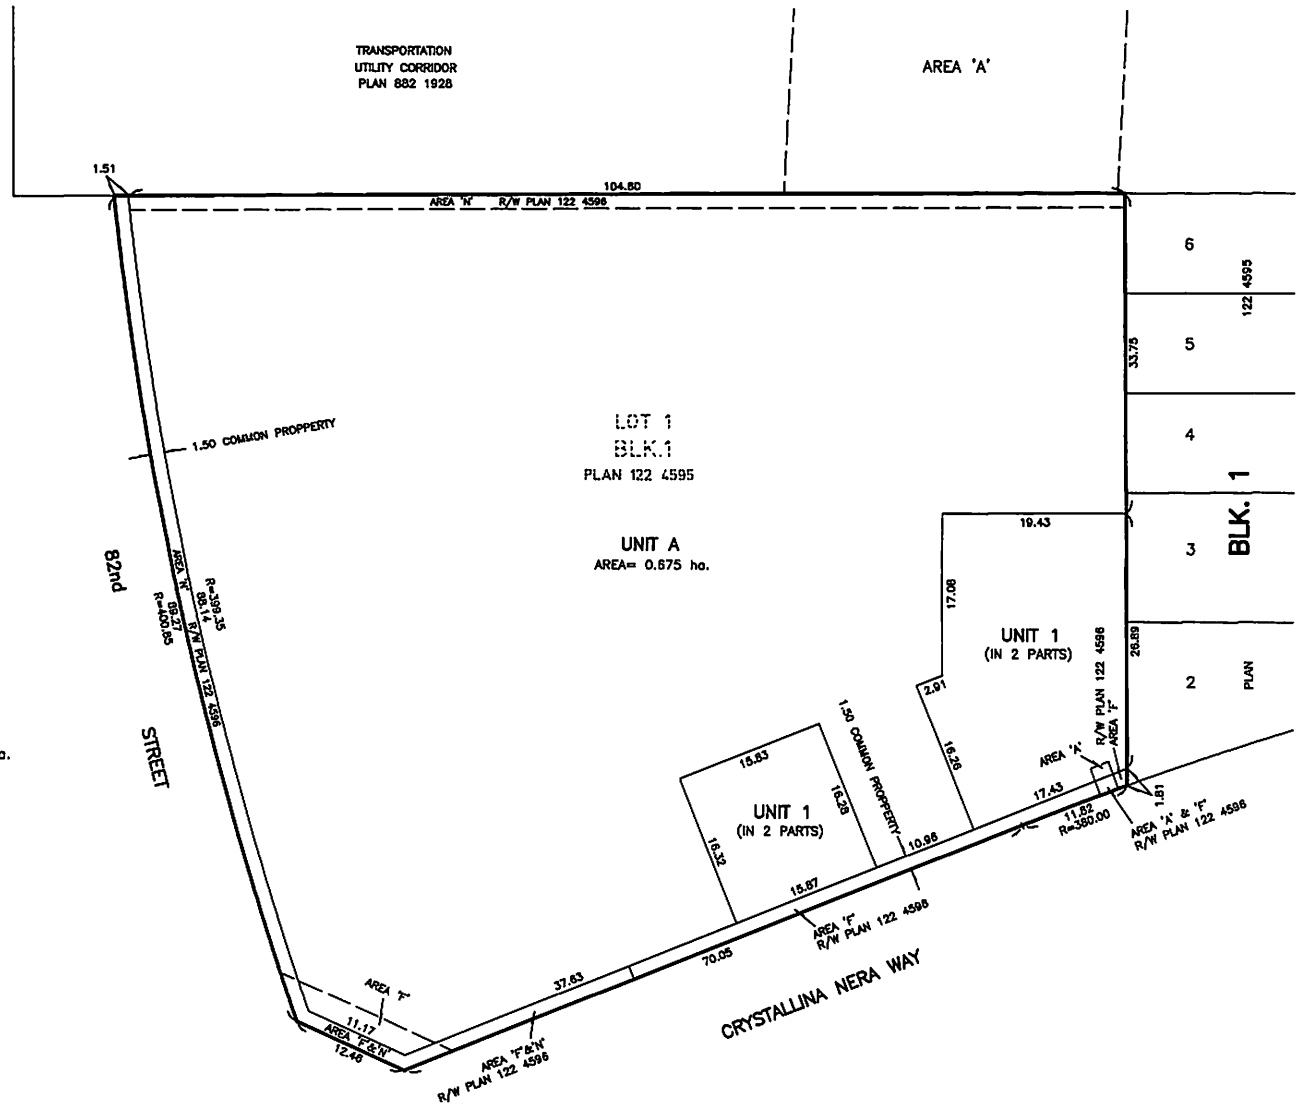 TRANSPORTATION
UTILITY CORRIDOR
PLAN 882 1928
AREA 'A'
1.51
104.80
AREA 'N' R/W PLAN 122 4596
6
5
4
3
2
122 4595
BLK. 1
PLAN
33.75
1.50 COMMON PROPPERTY
LOT 1
BLK.1
PLAN 122 4595
UNIT A
AREA= 0.675 ha.
82nd
STREET
AREA 'N' R/W PLAN 122 4596
R=399.35
88.14
89.27
R=400.85
19.43
17.08
UNIT 1
(IN 2 PARTS)
R/W PLAN 122 4596
AREA 'F'
26.89
2.91
16.26
1.50 COMMON PROPERTY
AREA 'A'
17.43
1.81
11.82
R=380.00
AREA 'A' & 'F'
R/W PLAN 122 4596
15.83
16.28
UNIT 1
(IN 2 PARTS)
16.32
10.96
15.87
AREA 'F'
R/W PLAN 122 4596
70.05
37.63
CRYSTALLINA NERA WAY
AREA 'F'
11.17
AREA 'F'&'N'
12.46
AREA 'F'&'N'
R/W PLAN 122 4596